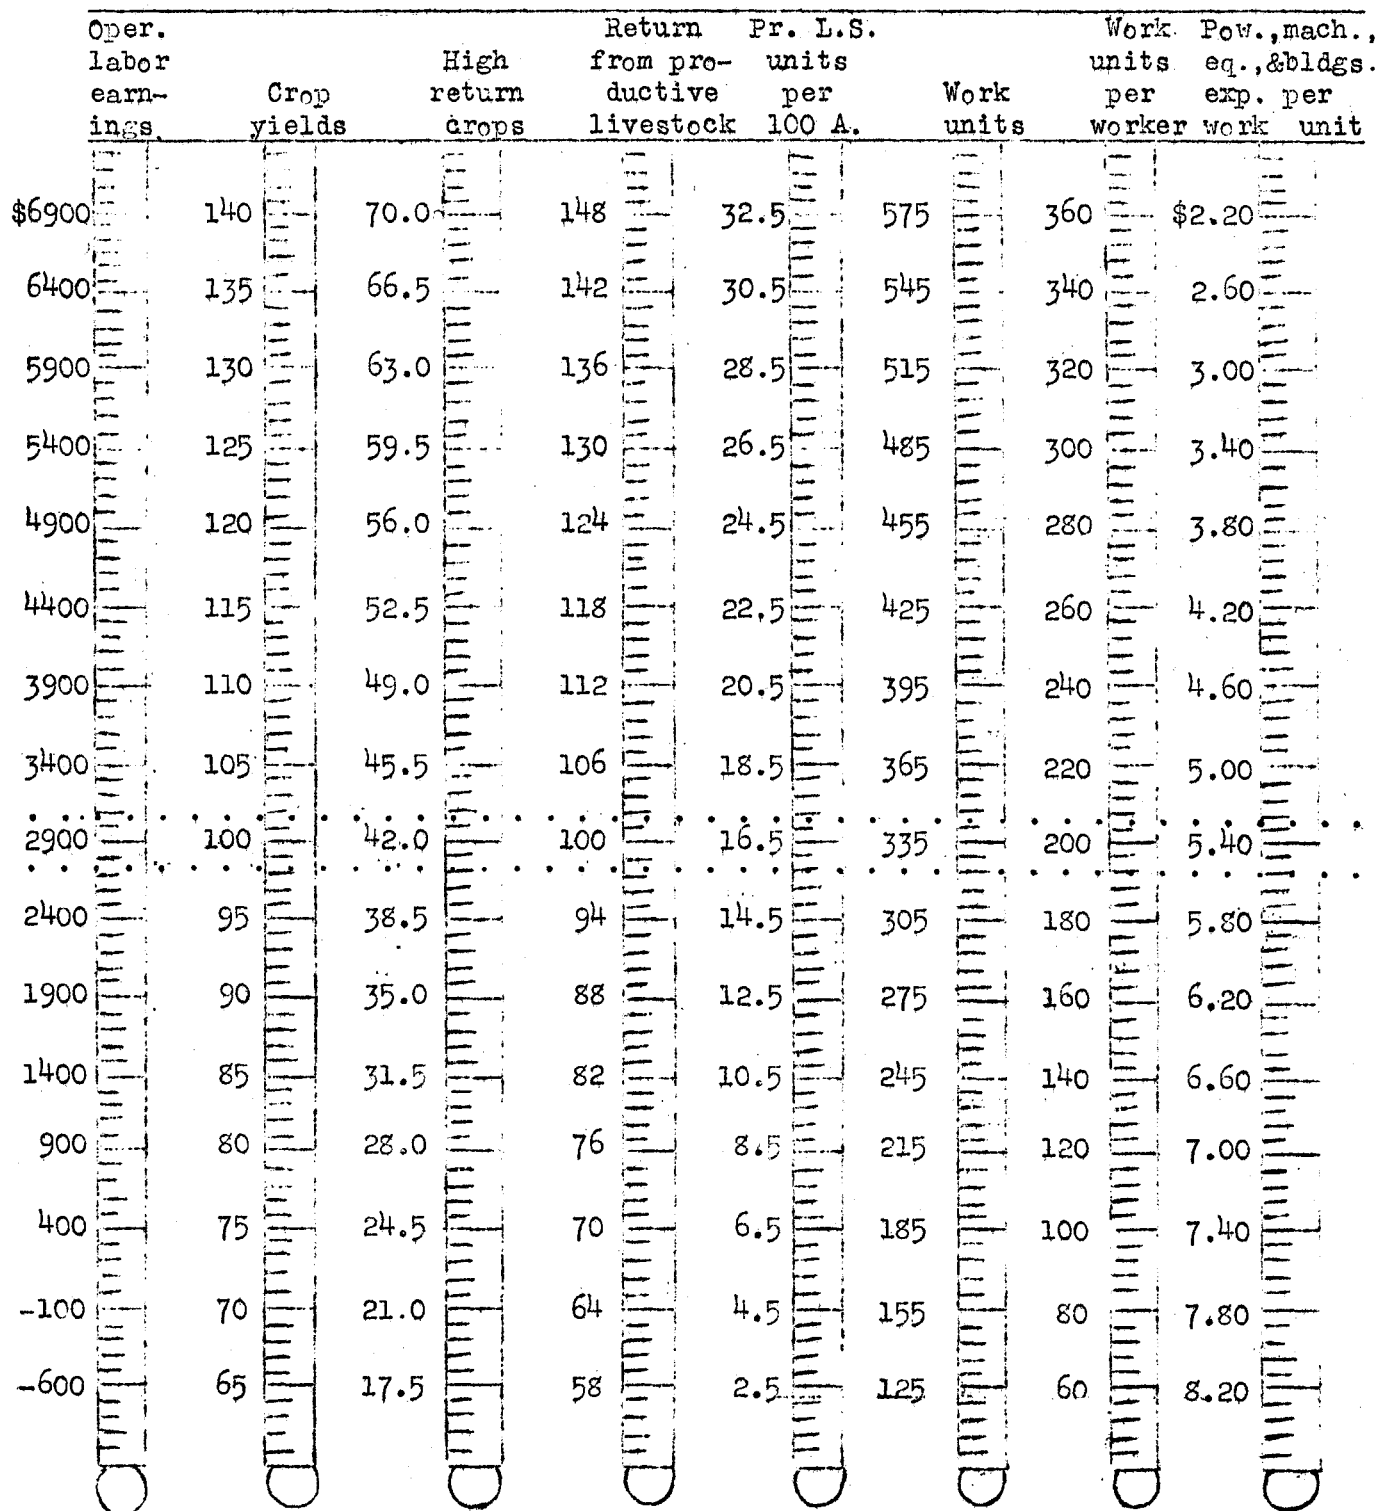 Oper. Return Pr. L.S. Work Pow.,mach.,
labor High from pro- units units eq.,&bldgs.
earn- Crop return ductive per Work per exp. per
ings. yields crops livestock 100 A. units worker work unit
$6900 140 70.0 148 32.5 575 360 $2.20
6400 135 66.5 142 30.5 545 340 2.60
5900 130 63.0 136 28.5 515 320 3.00
5400 125 59.5 130 26.5 485 300 3.40
4900 120 56.0 124 24.5 455 280 3.80
4400 115 52.5 118 22.5 425 260 4.20
3900 110 49.0 112 20.5 395 240 4.60
3400 105 45.5 106 18.5 365 220 5.00
2900 100 42.0 100 16.5 335 200 5.40
2400 95 38.5 94 14.5 305 180 5.80
1900 90 35.0 88 12.5 275 160 6.20
1400 85 31.5 82 10.5 245 140 6.60
900 80 28.0 76 8.5 215 120 7.00
400 75 24.5 70 6.5 185 100 7.40
-100 70 21.0 64 4.5 155 80 7.80
-600 65 17.5 58 2.5 125 60 8.20